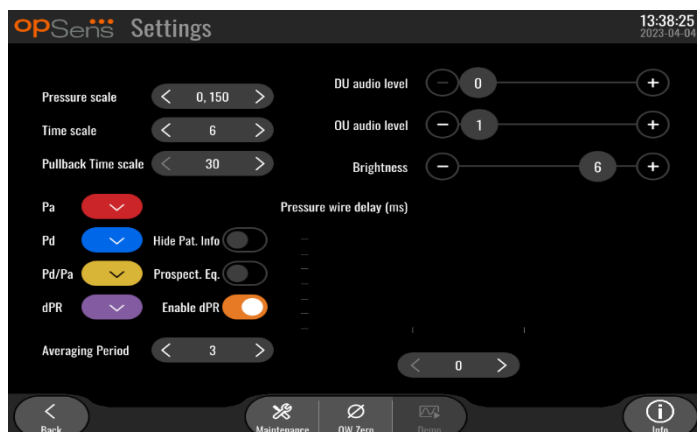 opSens Settings
13:38:25
2023-04-04
Pressure scale 0, 150
Time scale 6
Pullback Time scale 30
DU audio level 0
OU audio level 1
Brightness 6
Pa
Pressure wire delay (ms)
Pd Hide Pat. Info
Pd/Pa Prospect. Eq.
dPR Enable dPR
Averaging Period 3
0
Back
Maintenance
OW Zero
Demo
Info